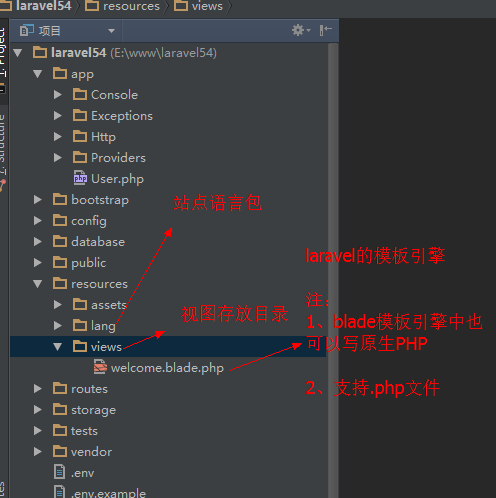 laravel54 resources views
项目
laravel54 (E:\www\laravel54)
app
Console
Exceptions
Http
Providers
User.php
bootstrap
config
database
public
resources
assets
lang
views
welcome.blade.php
routes
storage
tests
vendor
.env
.env.example
站点语言包
视图存放目录
laravel的模板引擎
注：
1、blade模板引擎中也
可以写原生PHP
2、支持.php文件
1: Project
7: Structure